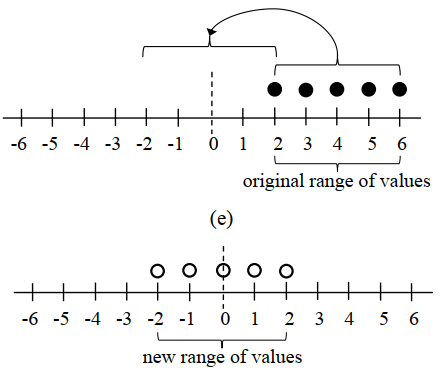 -6 -5 -4 -3 -2 -1 0 1 2 3 4 5 6
original range of values
(e)
-6 -5 -4 -3 -2 -1 0 1 2 3 4 5 6
new range of values